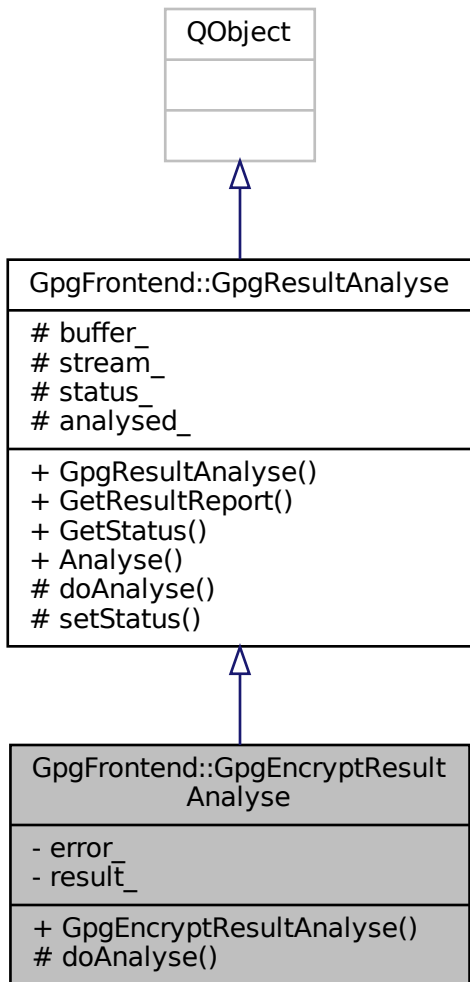 QObject
GpgFrontend::GpgResultAnalyse
# buffer_
# stream_
# status_
# analysed_
+ GpgResultAnalyse()
+ GetResultReport()
+ GetStatus()
+ Analyse()
# doAnalyse()
# setStatus()
GpgFrontend::GpgEncryptResult
Analyse
- error_
- result_
+ GpgEncryptResultAnalyse()
# doAnalyse()